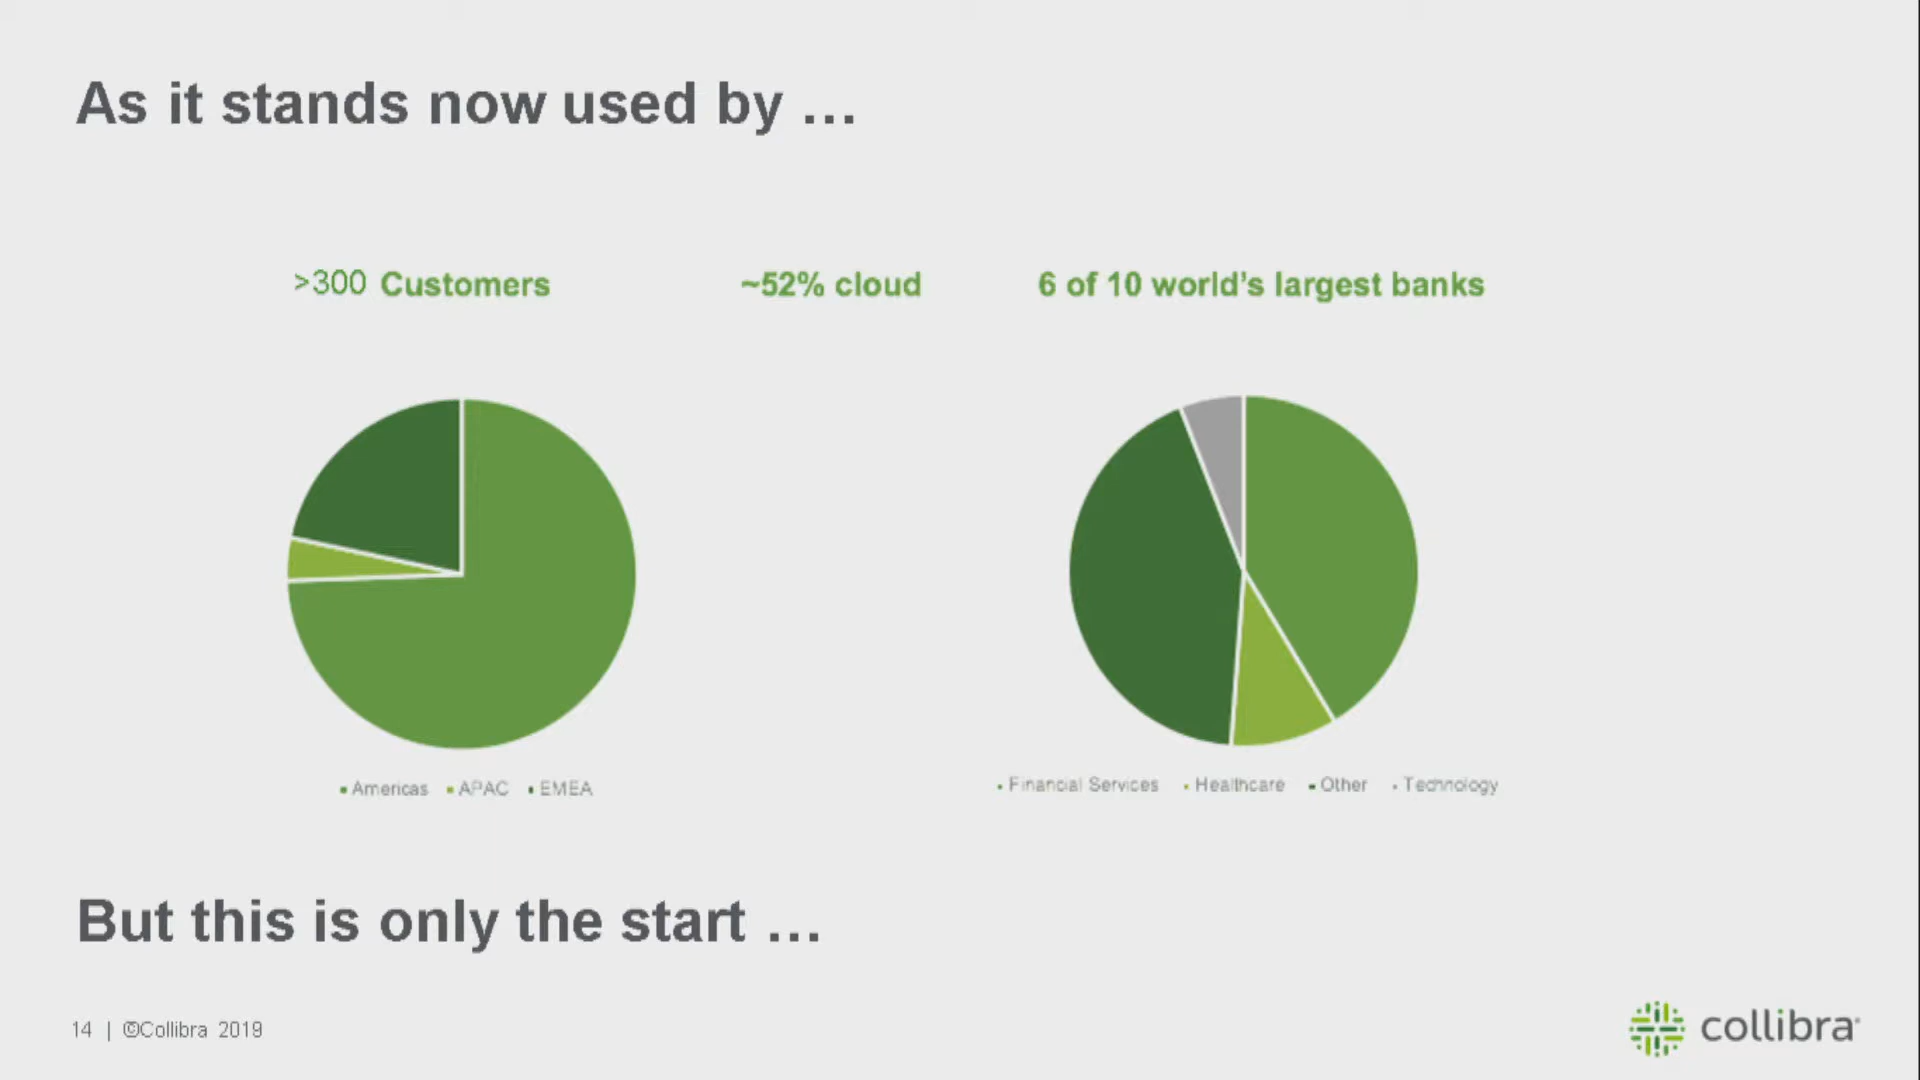 As it stands now used by …
>300 Customers
~52% cloud
6 of 10 world's largest banks
Americas APAC EMEA
Financial Services Healthcare Other Technology
But this is only the start …
14 | ©Collibra 2019
collibra